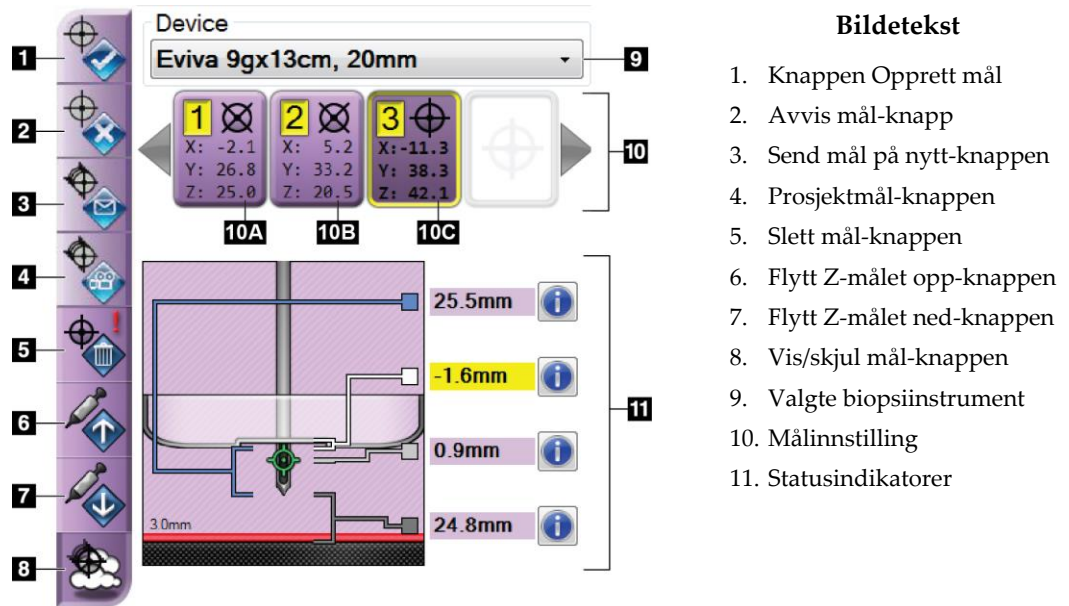 Device
Eviva 9gx13cm, 20mm
1
2
3
4
5
6
7
8
9
10
11
1
X: -2.1
Y: 26.8
Z: 25.0
2
X: 5.2
Y: 33.2
Z: 20.5
3
X:-11.3
Y: 38.3
Z: 42.1
10A
10B
10C
25.5mm
-1.6mm
0.9mm
24.8mm
3.0mm
Bildetekst
1. Knappen Opprett mål
2. Avvis mål-knapp
3. Send mål på nytt-knappen
4. Prosjektmål-knappen
5. Slett mål-knappen
6. Flytt Z-målet opp-knappen
7. Flytt Z-målet ned-knappen
8. Vis/skjul mål-knappen
9. Valgte biopsiinstrument
10. Målinnstilling
11. Statusindikatorer